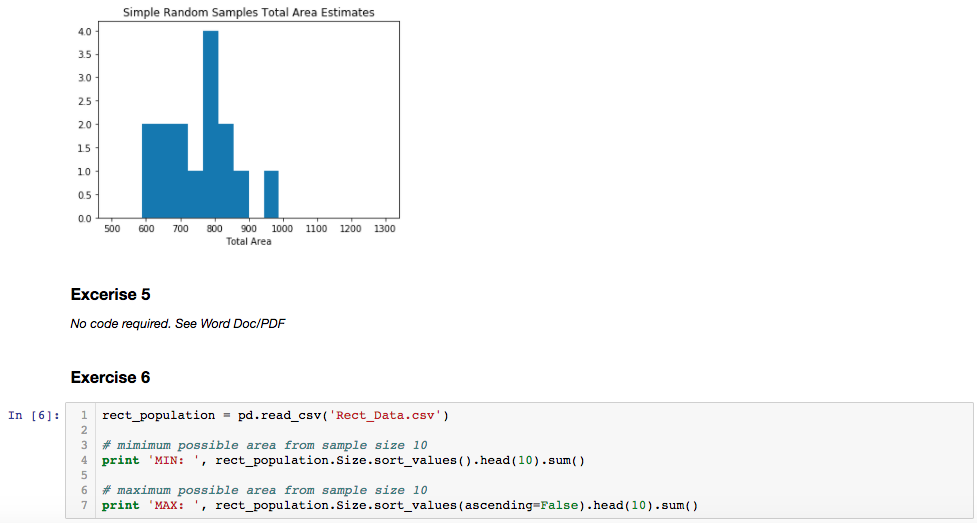 Simple Random Samples Total Area Estimates
4.0
3.5
3.0
2.5
2.0
1.5
1.0
0.5
0.0
500 600 700 800 900 1000 1100 1200 1300
Total Area
Excerise 5
No code required. See Word Doc/PDF
Exercise 6
In [6]:
1 rect_population = pd.read_csv('Rect_Data.csv')
2
3 # mimimum possible area from sample size 10
4 print 'MIN: ', rect_population.Size.sort_values().head(10).sum()
5
6 # maximum possible area from sample size 10
7 print 'MAX: ', rect_population.Size.sort_values(ascending=False).head(10).sum()